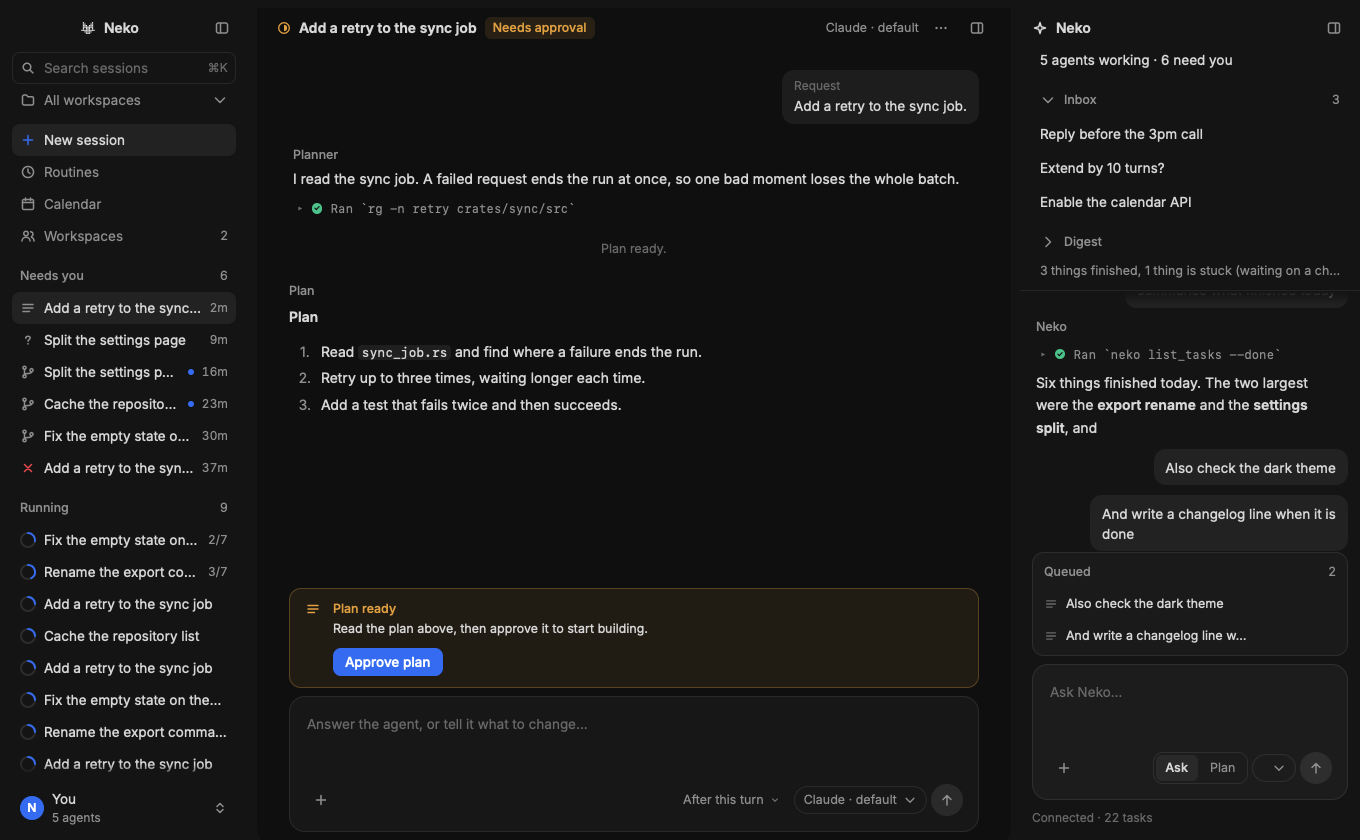 Neko
Search sessions ⌘K
All workspaces
New session
Routines
Calendar
Workspaces 2
Needs you 6
Add a retry to the sync... 2m
? Split the settings page 9m
Split the settings p... 16m
Cache the reposito... 23m
Fix the empty state o... 30m
Add a retry to the syn... 37m
Running 9
Fix the empty state on... 2/7
Rename the export co... 3/7
Add a retry to the sync job
Cache the repository list
Add a retry to the sync job
Fix the empty state on the...
Rename the export comma...
Add a retry to the sync job
N
You
5 agents
Add a retry to the sync job Needs approval Claude · default ···
Request
Add a retry to the sync job.
Planner
I read the sync job. A failed request ends the run at once, so one bad moment loses the whole batch.
Ran `rg -n retry crates/sync/src`
Plan ready.
Plan
Plan
1. Read sync_job.rs and find where a failure ends the run.
2. Retry up to three times, waiting longer each time.
3. Add a test that fails twice and then succeeds.
Plan ready
Read the plan above, then approve it to start building.
Approve plan
Answer the agent, or tell it what to change...
After this turn Claude · default
Neko
5 agents working · 6 need you
Inbox 3
Reply before the 3pm call
Extend by 10 turns?
Enable the calendar API
Digest
3 things finished, 1 thing is stuck (waiting on a ch...
Neko
Ran `neko list_tasks --done`
Six things finished today. The two largest
were the export rename and the settings
split, and
Also check the dark theme
And write a changelog line when it is
done
Queued 2
Also check the dark theme
And write a changelog line w...
Ask Neko...
Ask Plan
Connected · 22 tasks